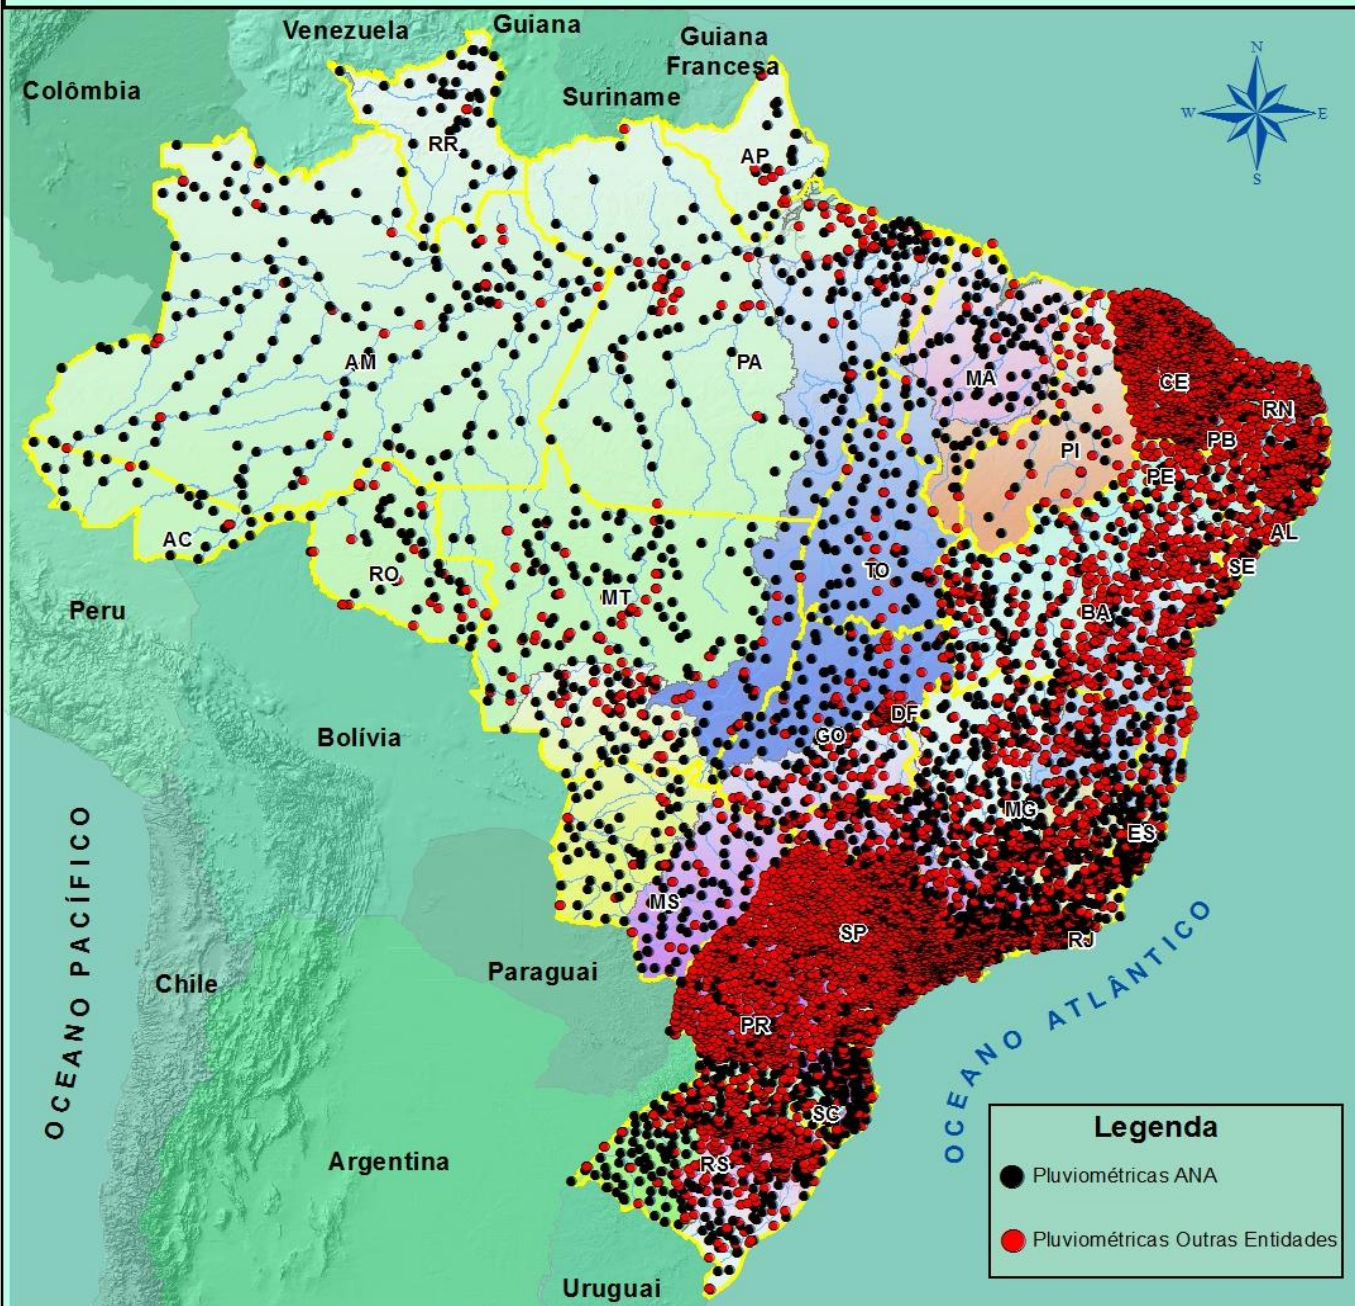 Venezuela
Guiana
Guiana
Francesa
Suriname
Colômbia
N
W
E
S
RR
AP
AM
PA
MA
CE
RN
PB
PI
PE
AL
SE
AC
RO
MT
TO
BA
Peru
DF
GO
Bolívia
MG
ES
MS
SP
RJ
OCEANO PACÍFICO
Chile
Paraguai
PR
OCEANO ATLÂNTICO
SC
RS
Argentina
Uruguai
Legenda
Pluviométricas ANA
Pluviométricas Outras Entidades